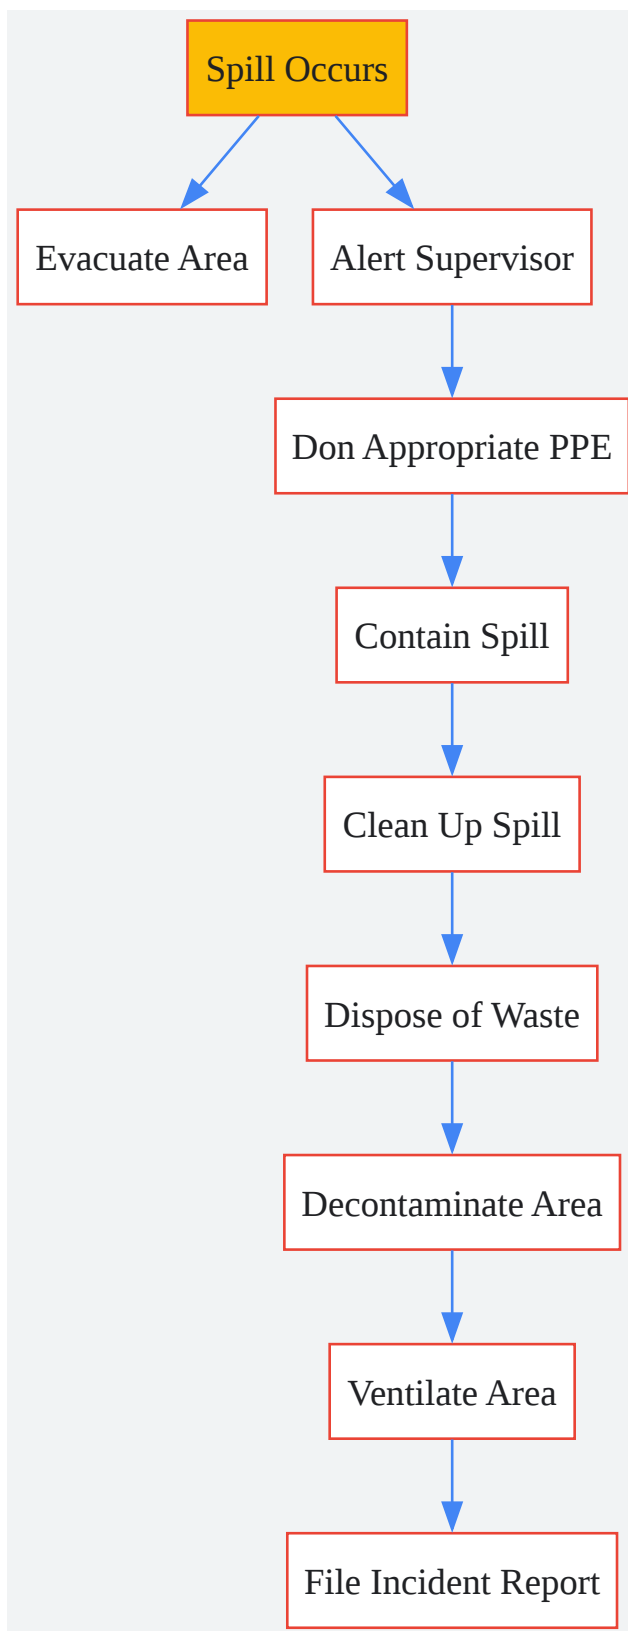 Spill Occurs
Evacuate Area
Alert Supervisor
Don Appropriate PPE
Contain Spill
Clean Up Spill
Dispose of Waste
Decontaminate Area
Ventilate Area
File Incident Report